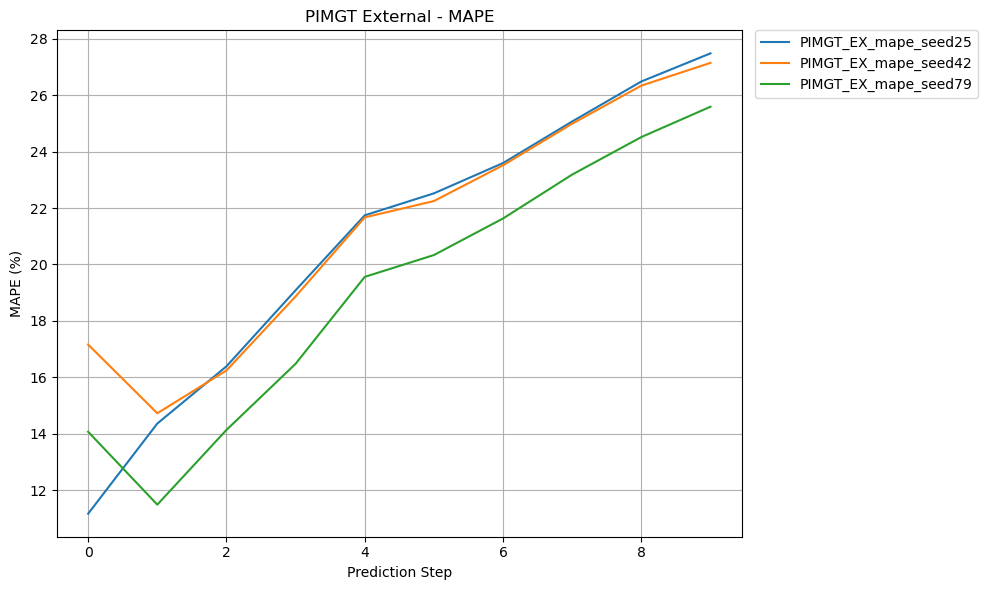 PIMGT External - MAPE
PIMGT_EX_mape_seed25
PIMGT_EX_mape_seed42
PIMGT_EX_mape_seed79
MAPE (%)
28
26
24
22
20
18
16
14
12
0 2 4 6 8
Prediction Step